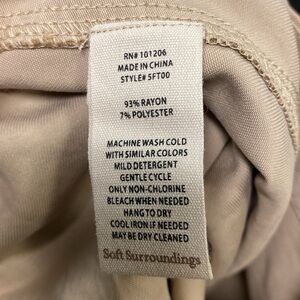 RN# 101206
MADE IN CHINA
STYLE# 5FT00
93% RAYON
7% POLYESTER
MACHINE WASH COLD
WITH SIMILAR COLORS
MILD DETERGENT
GENTLE CYCLE
ONLY NON-CHLORINE
BLEACH WHEN NEEDED
HANG TO DRY
COOL IRON IF NEEDED
MAY BE DRY CLEANED
Soft Surroundings